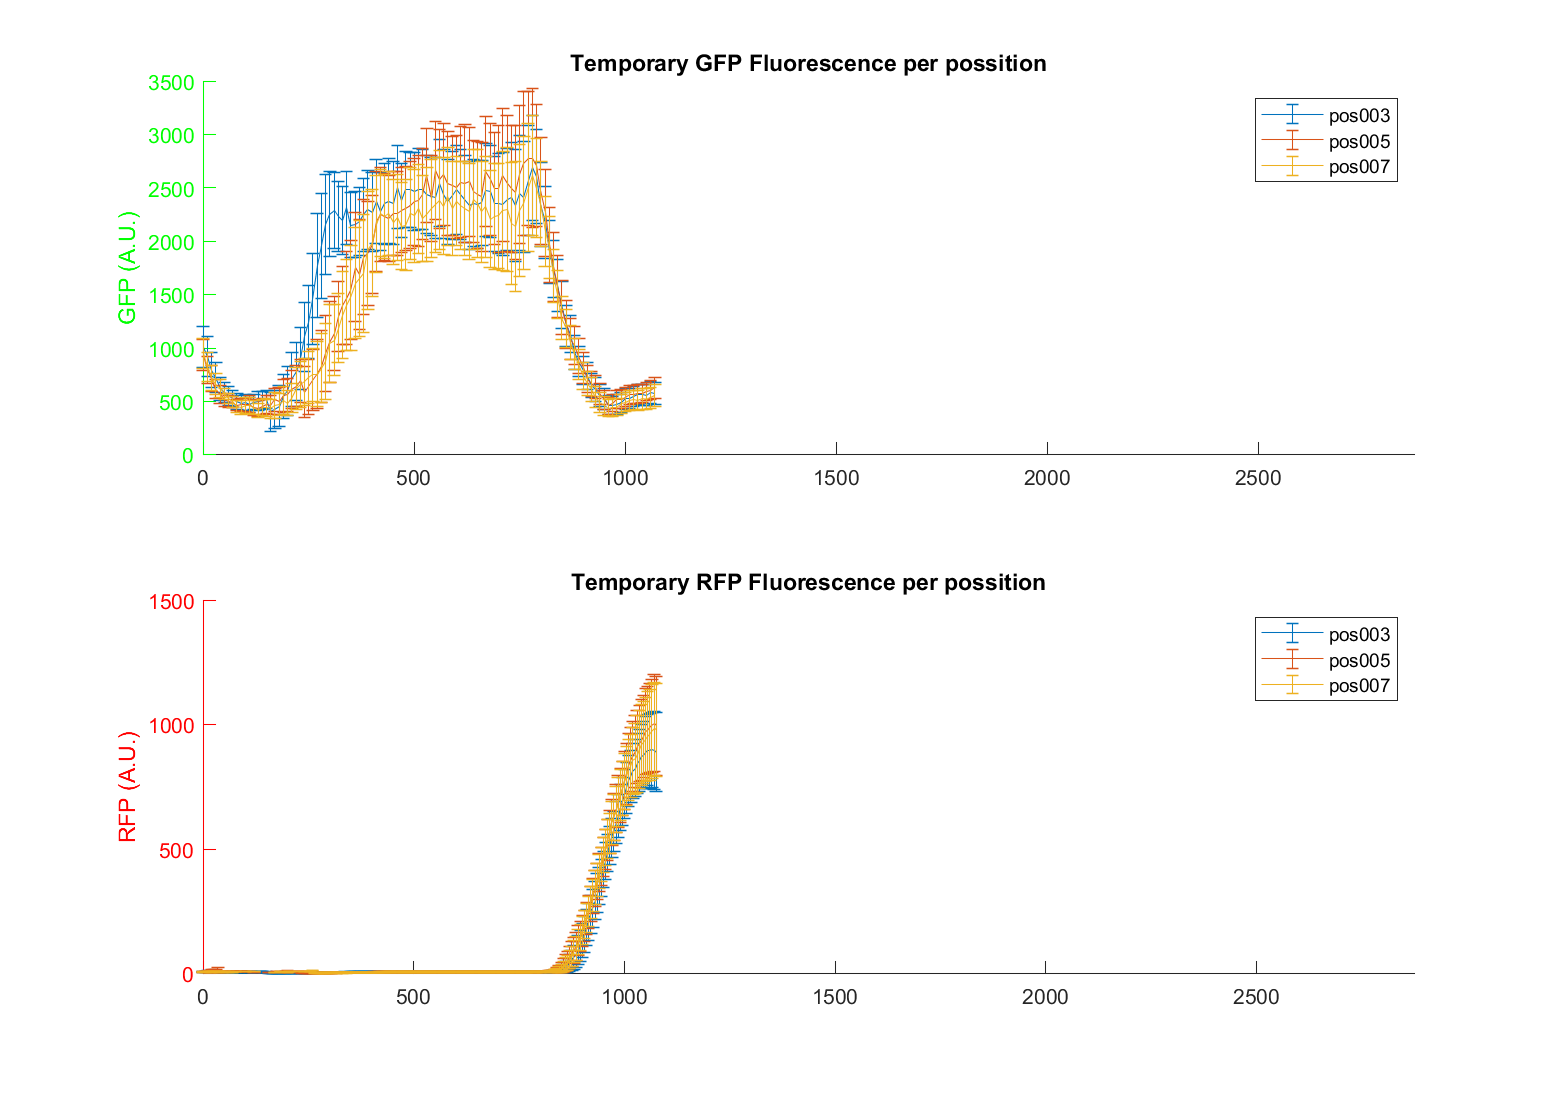 Temporary GFP Fluorescence per possition
GFP (A.U.)
3500
3000
2500
2000
1500
1000
500
0
0 500 1000 1500 2000 2500
pos003
pos005
pos007
Temporary RFP Fluorescence per possition
RFP (A.U.)
1500
1000
500
0
0 500 1000 1500 2000 2500
pos003
pos005
pos007